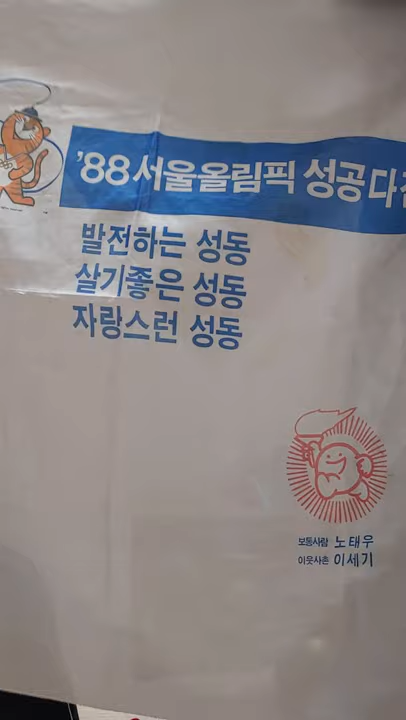 '88서울올림픽 성공다
발전하는 성동
살기좋은 성동
자랑스런 성동
보통사람 노태우
이웃사촌 이세기